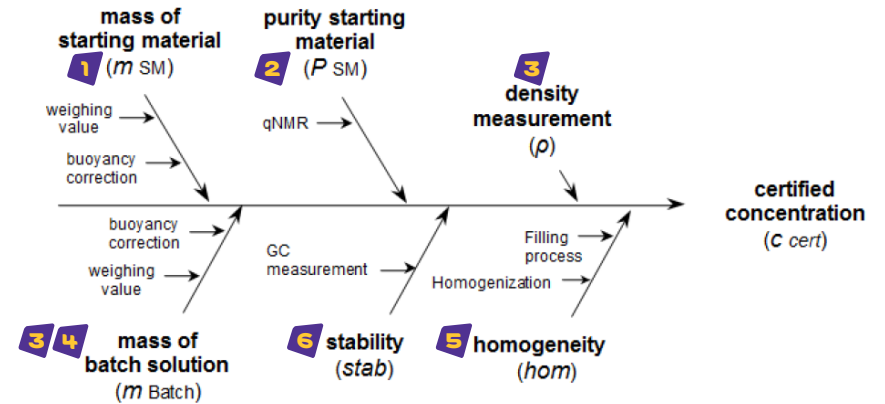 mass of
starting material
1 (m SM)
weighing
value
buoyancy
correction
purity starting
material
2 (P SM)
qNMR
3
density
measurement
(ρ)
certified
concentration
(c cert)
buoyancy
correction
weighing
value
3 4 mass of
batch solution
(m Batch)
GC
measurement
6 stability
(stab)
Filling
process
Homogenization
5 homogeneity
(hom)